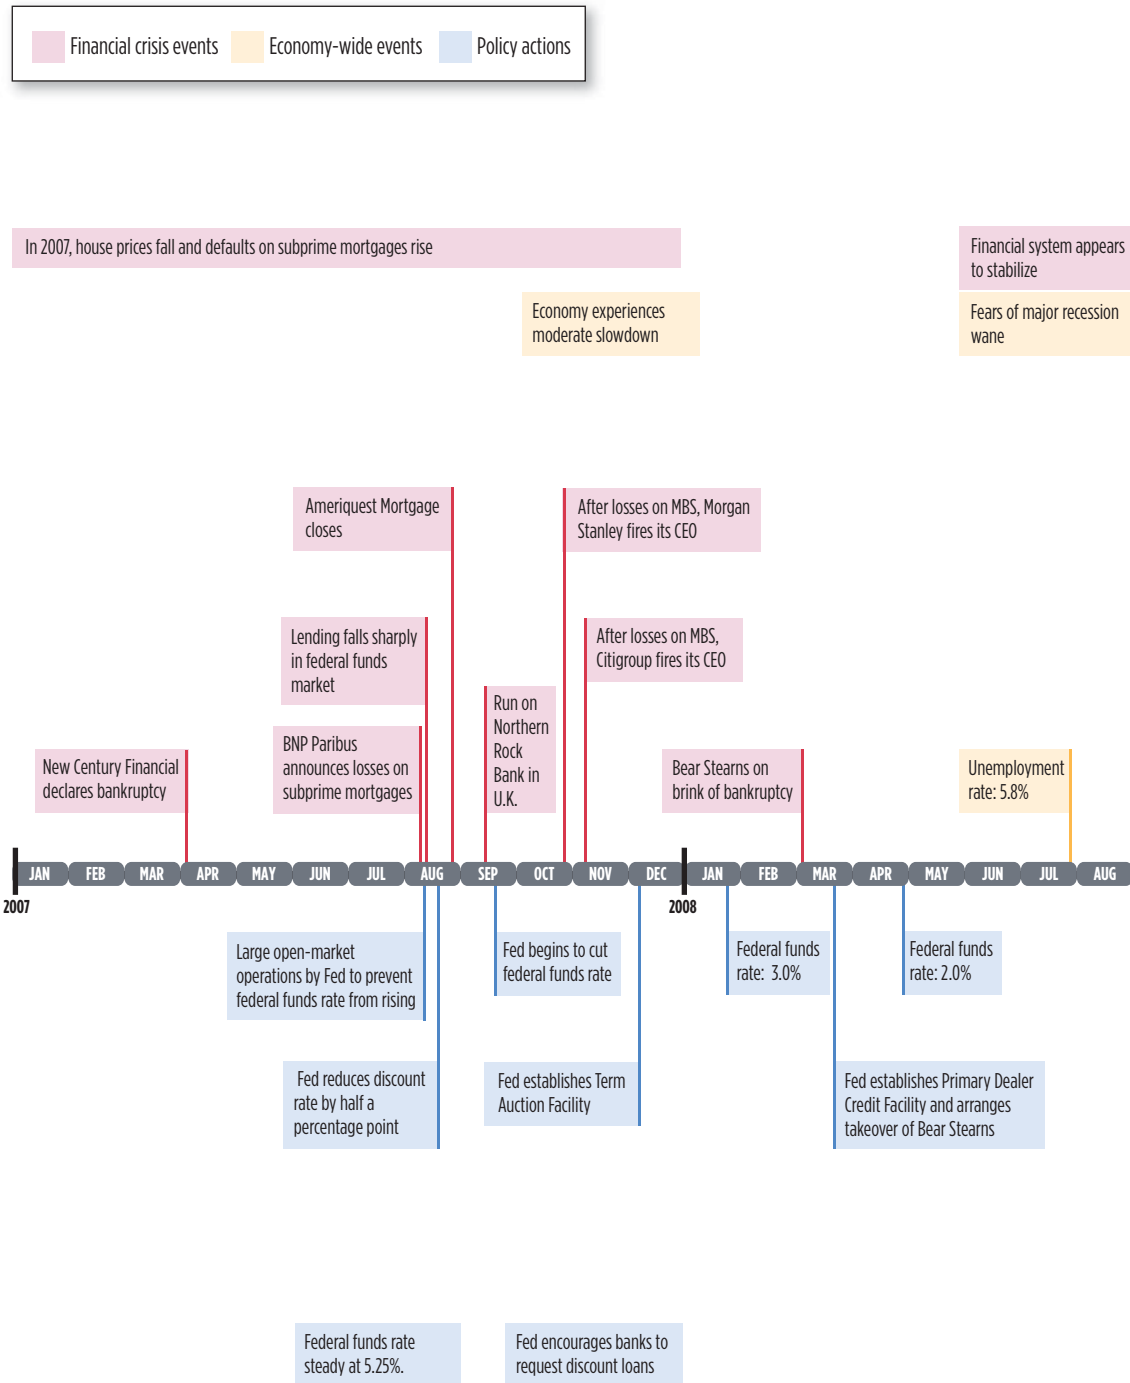 Financial crisis events
Economy-wide events
Policy actions
In 2007, house prices fall and defaults on subprime mortgages rise
Financial system appears
to stabilize
Economy experiences
moderate slowdown
Fears of major recession
wane
Ameriquest Mortgage
closes
After losses on MBS, Morgan
Stanley fires its CEO
Lending falls sharply
in federal funds
market
After losses on MBS,
Citigroup fires its CEO
Run on
Northern
Rock
Bank in
U.K.
BNP Paribus
announces losses on
subprime mortgages
New Century Financial
declares bankruptcy
Bear Stearns on
brink of bankruptcy
Unemployment
rate: 5.8%
JAN FEB MAR APR MAY JUN JUL AUG SEP OCT NOV DEC JAN FEB MAR APR MAY JUN JUL AUG
2007
2008
Large open-market
operations by Fed to prevent
federal funds rate from rising
Fed begins to cut
federal funds rate
Federal funds
rate: 3.0%
Federal funds
rate: 2.0%
Fed reduces discount
rate by half a
percentage point
Fed establishes Term
Auction Facility
Fed establishes Primary Dealer
Credit Facility and arranges
takeover of Bear Stearns
Federal funds rate
steady at 5.25%.
Fed encourages banks to
request discount loans